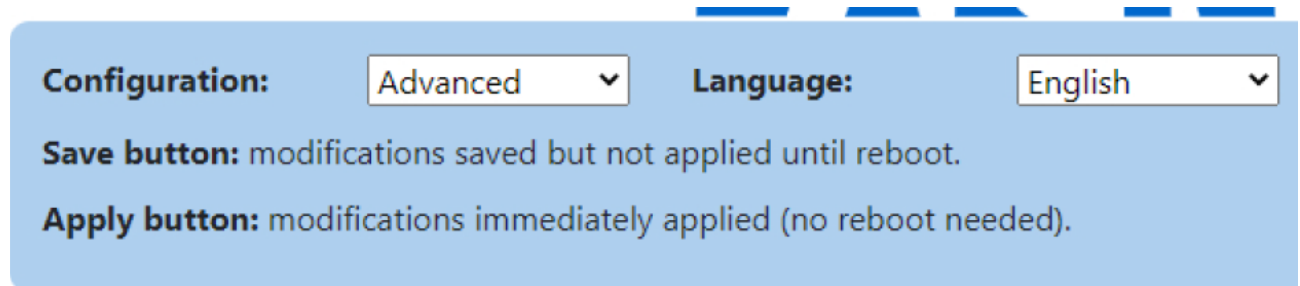 Configuration: Advanced Language: English
Save button: modifications saved but not applied until reboot.
Apply button: modifications immediately applied (no reboot needed).